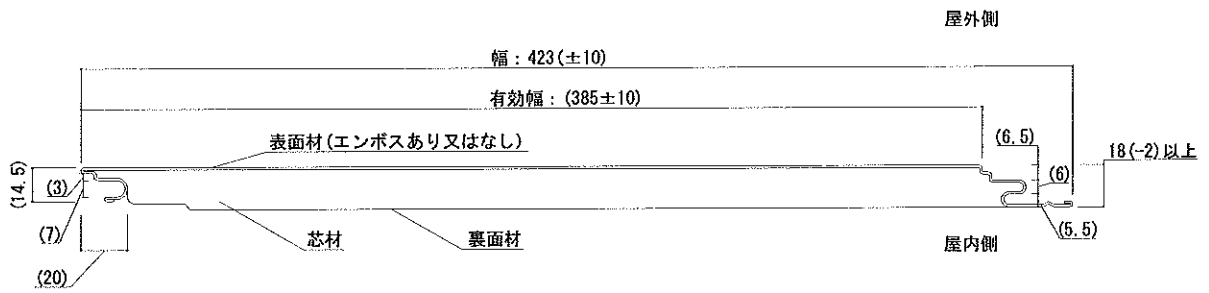 屋外側
幅：423(±10)
有効幅：(385±10)
表面材(エンボスあり又はなし)
(6.5)
18(-2)以上
(14.5)
(3)
(6)
(7)
芯材
裏面材
(5.5)
屋内側
(20)